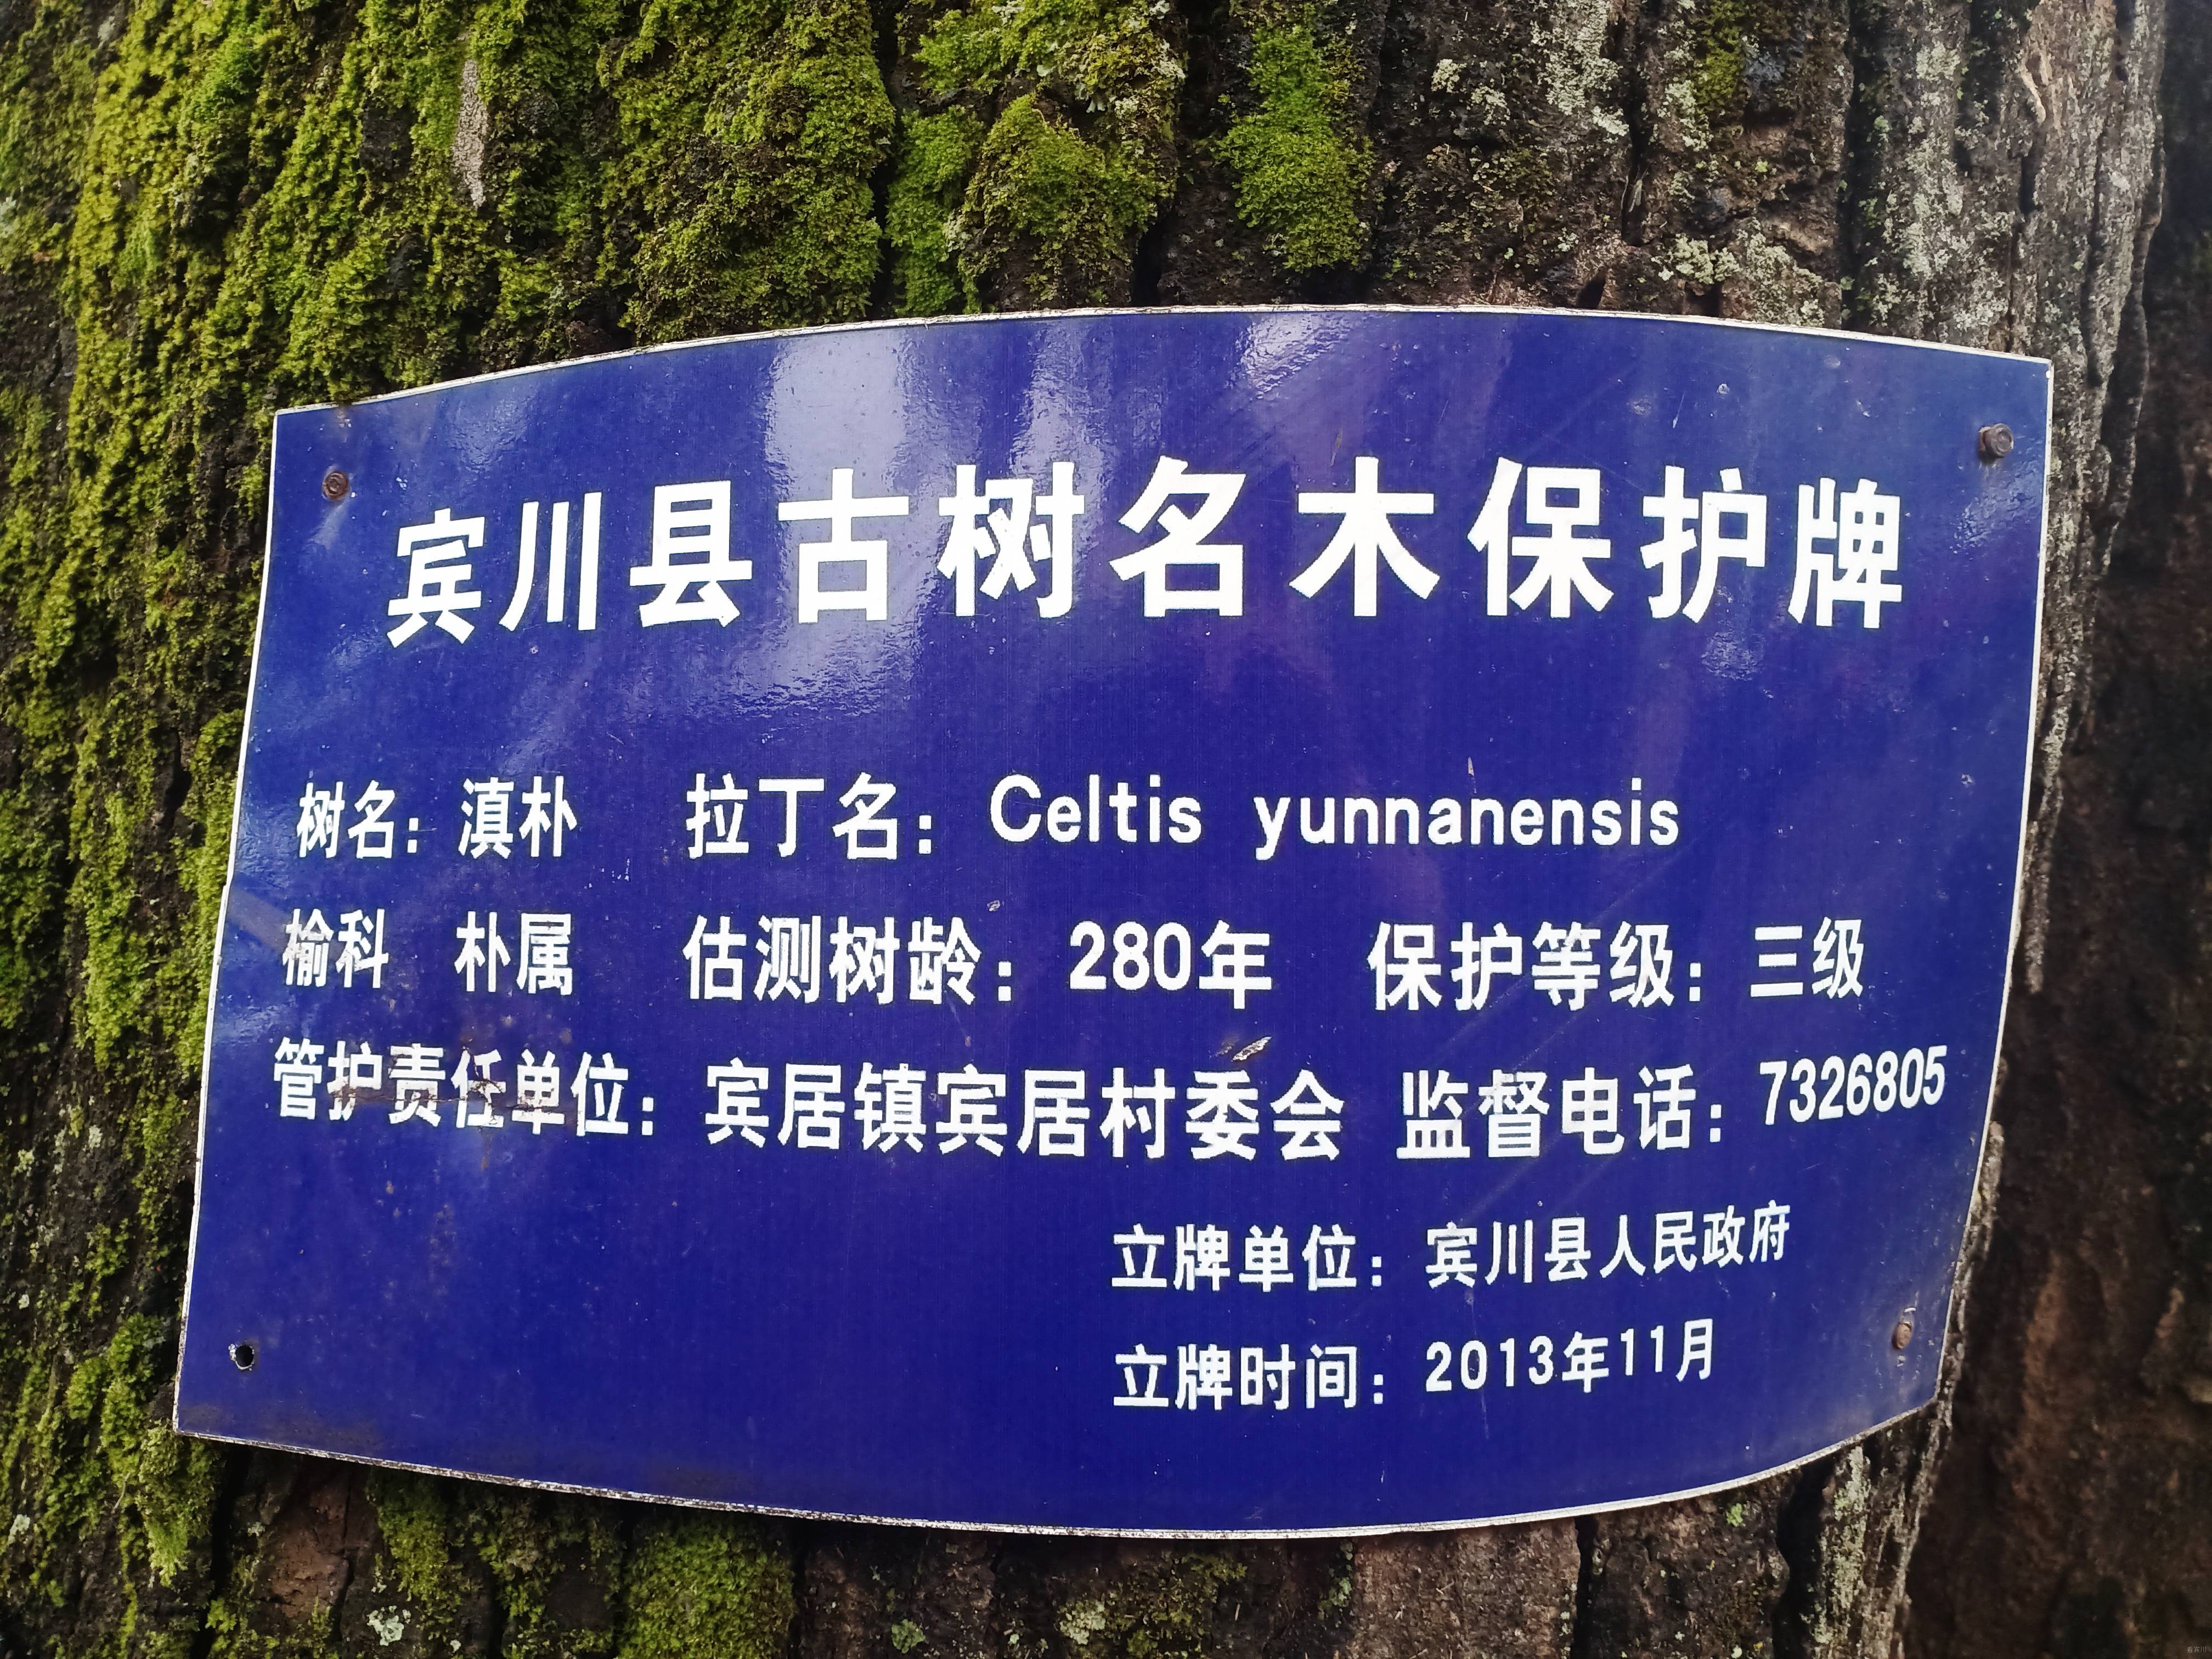 宾川县古树名木保护牌
树名：滇朴 拉丁名：Celtis yunnanensis
榆科 朴属 估测树龄：280年 保护等级：三级
管护责任单位：宾居镇宾居村委会 监督电话：7326805
立牌单位：宾川县人民政府
立牌时间：2013年11月